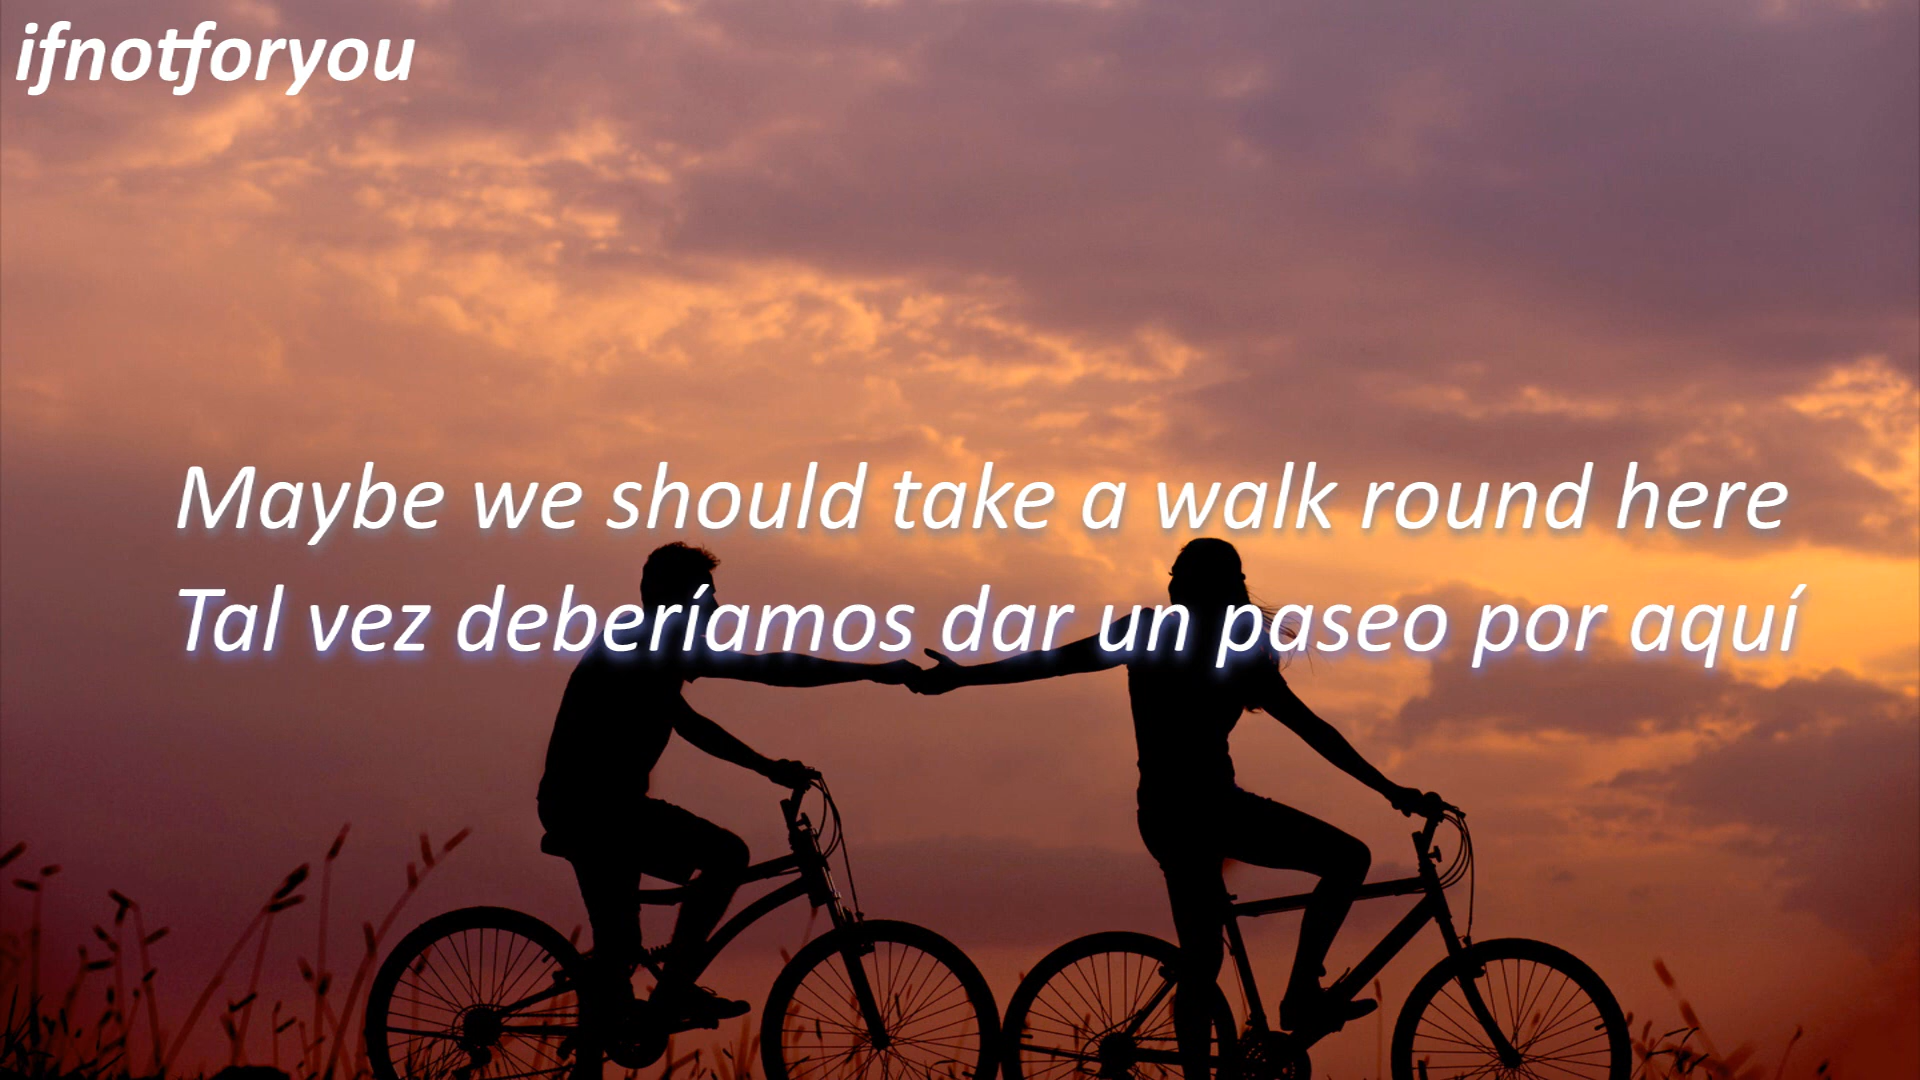 ifnotforyou
Maybe we should take a walk round here
Tal vez deberíamos dar un paseo por aquí